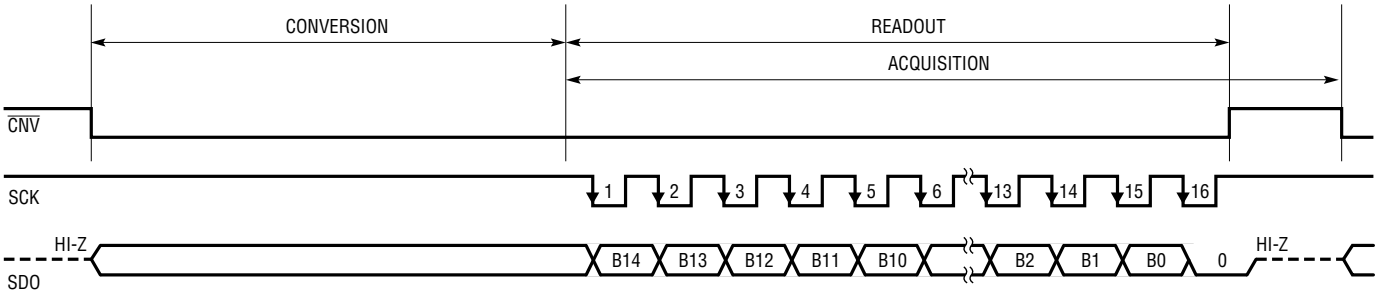 CONVERSION READOUT
ACQUISITION
CNV
SCK 1 2 3 4 5 6 13 14 15 16
HI-Z HI-Z
SDO B14 B13 B12 B11 B10 B2 B1 B0 0